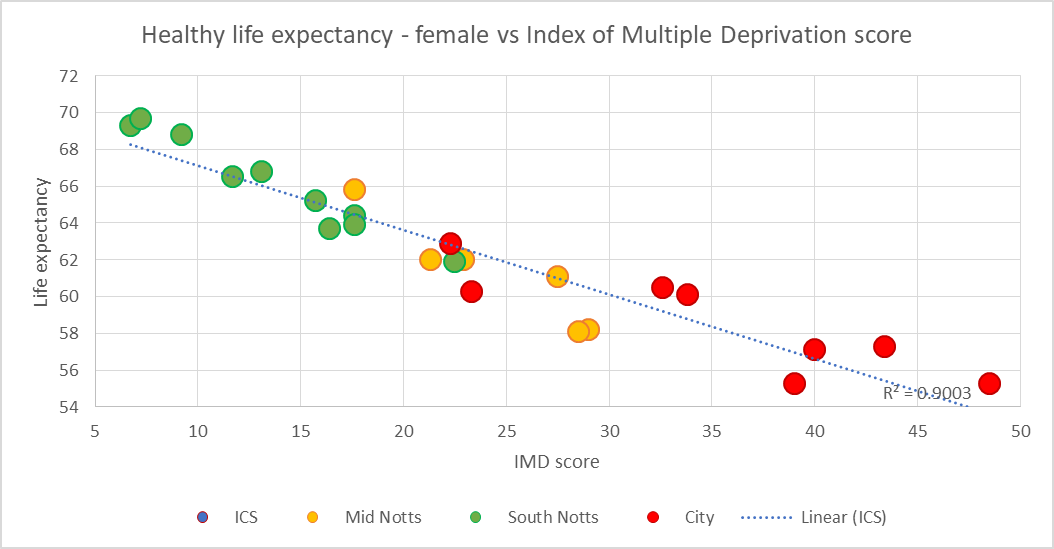 Healthy life expectancy - female vs Index of Multiple Deprivation score
72
70
68
66
64
62
60
58
56
54
Life expectancy
R² = 0.9003
5 10 15 20 25 30 35 40 45 50
IMD score
ICS Mid Notts South Notts City Linear (ICS)